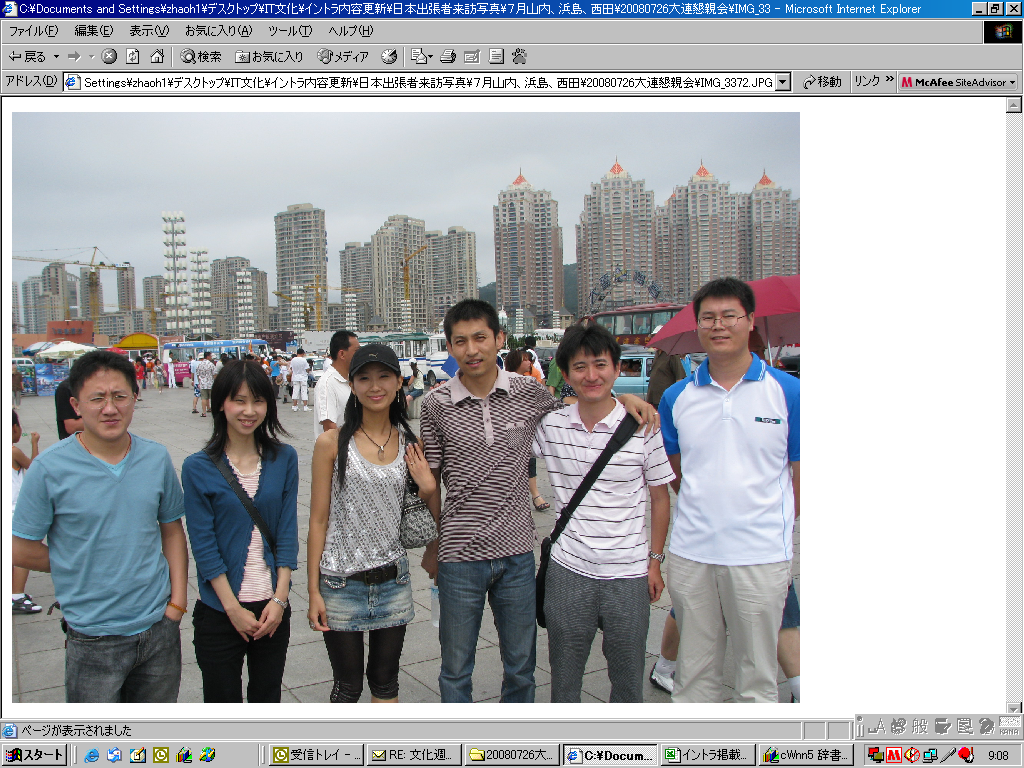 C:¥Documents and Settings¥zhaoh1¥デスクトップ¥IT文化¥イントラ内容更新¥日本出張者来訪写真¥7月山内、浜島、西田¥20080726大連懇親会¥IMG_33 - Microsoft Internet Explorer
ファイル(F) 編集(E) 表示(V) お気に入り(A) ツール(T) ヘルプ(H)
戻る 検索 お気に入り メディア
アドレス(D) Settings¥zhaoh1¥デスクトップ¥IT文化¥イントラ内容更新¥日本出張者来訪写真¥7月山内、浜島、西田¥20080726大連懇親会¥IMG_3372.JPG 移動 リンク » McAfee SiteAdvisor
ページが表示されました
A 般 KANA
スタート 受信トレイ - ... RE: 文化週... 20080726大... C:¥Docum... イントラ掲載... cWnn5 辞書... 9:08